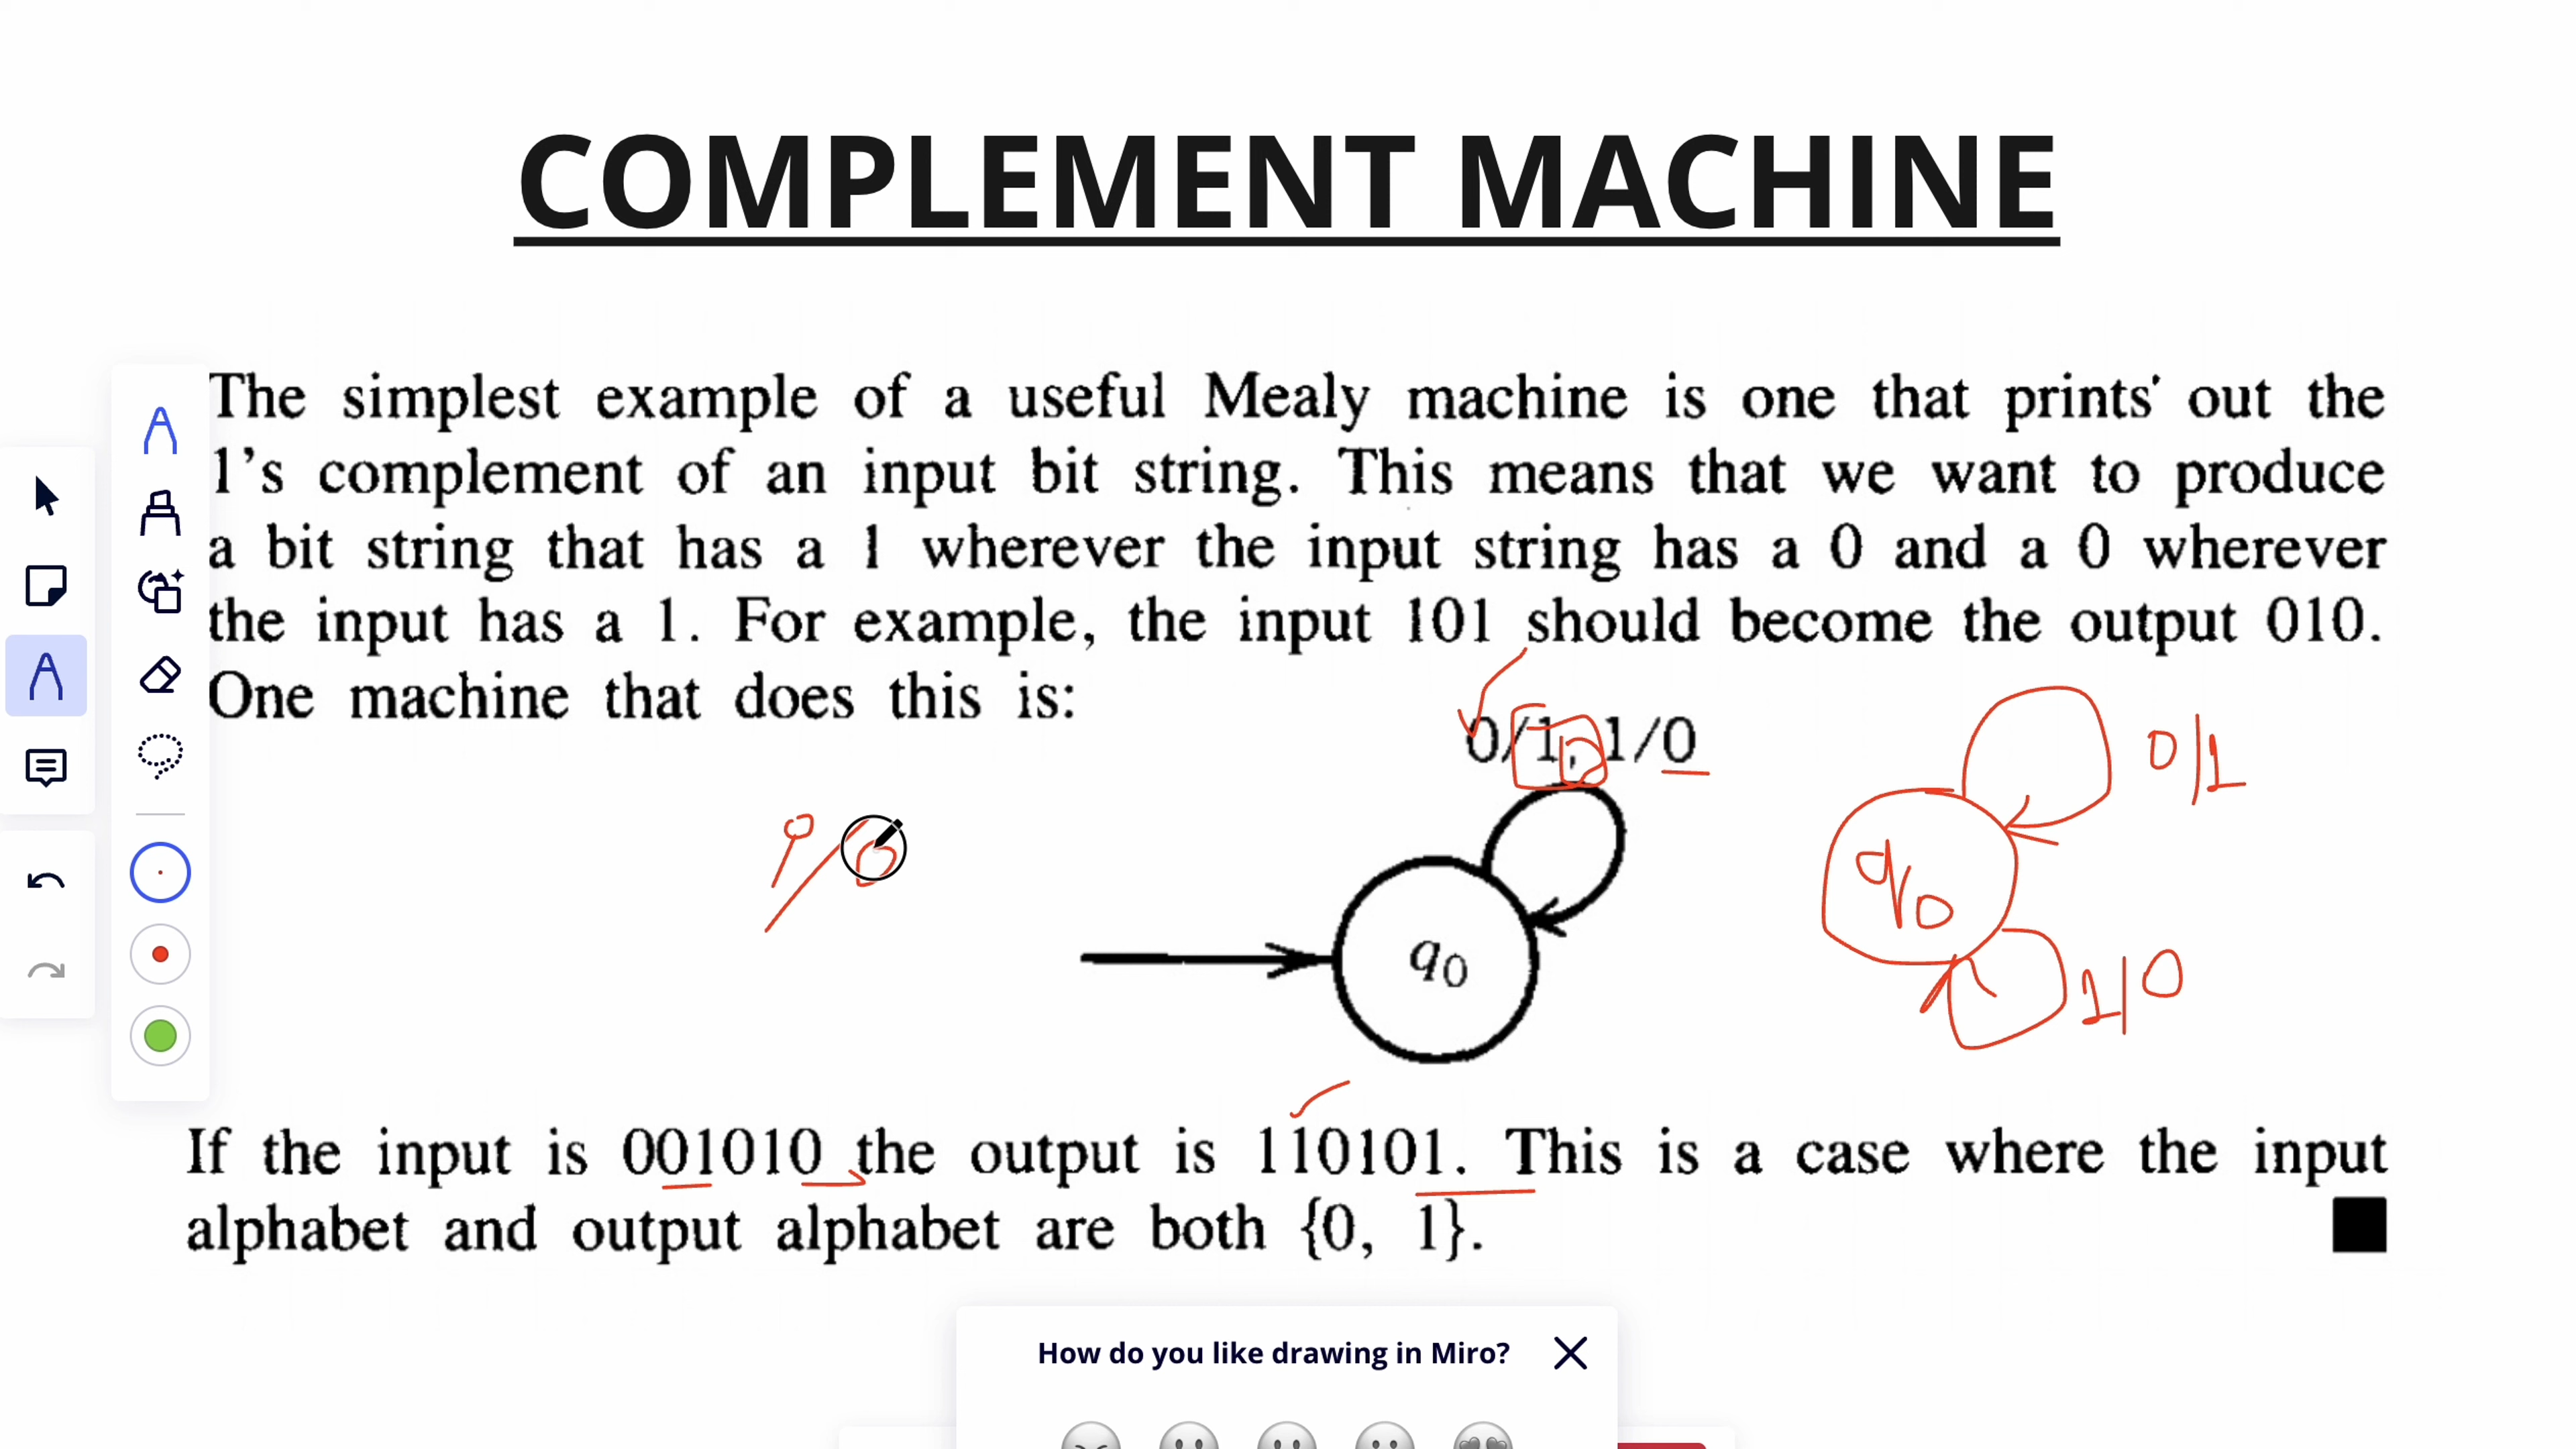 COMPLEMENT MACHINE
The simplest example of a useful Mealy machine is one that prints out the
1's complement of an input bit string. This means that we want to produce
a bit string that has a 1 wherever the input string has a 0 and a 0 wherever
the input has a 1. For example, the input 101 should become the output 010.
One machine that does this is:
0/1, 1/0
q0
0/1
q0
1/0
If the input is 001010 the output is 110101. This is a case where the input
alphabet and output alphabet are both {0, 1}.
How do you like drawing in Miro?